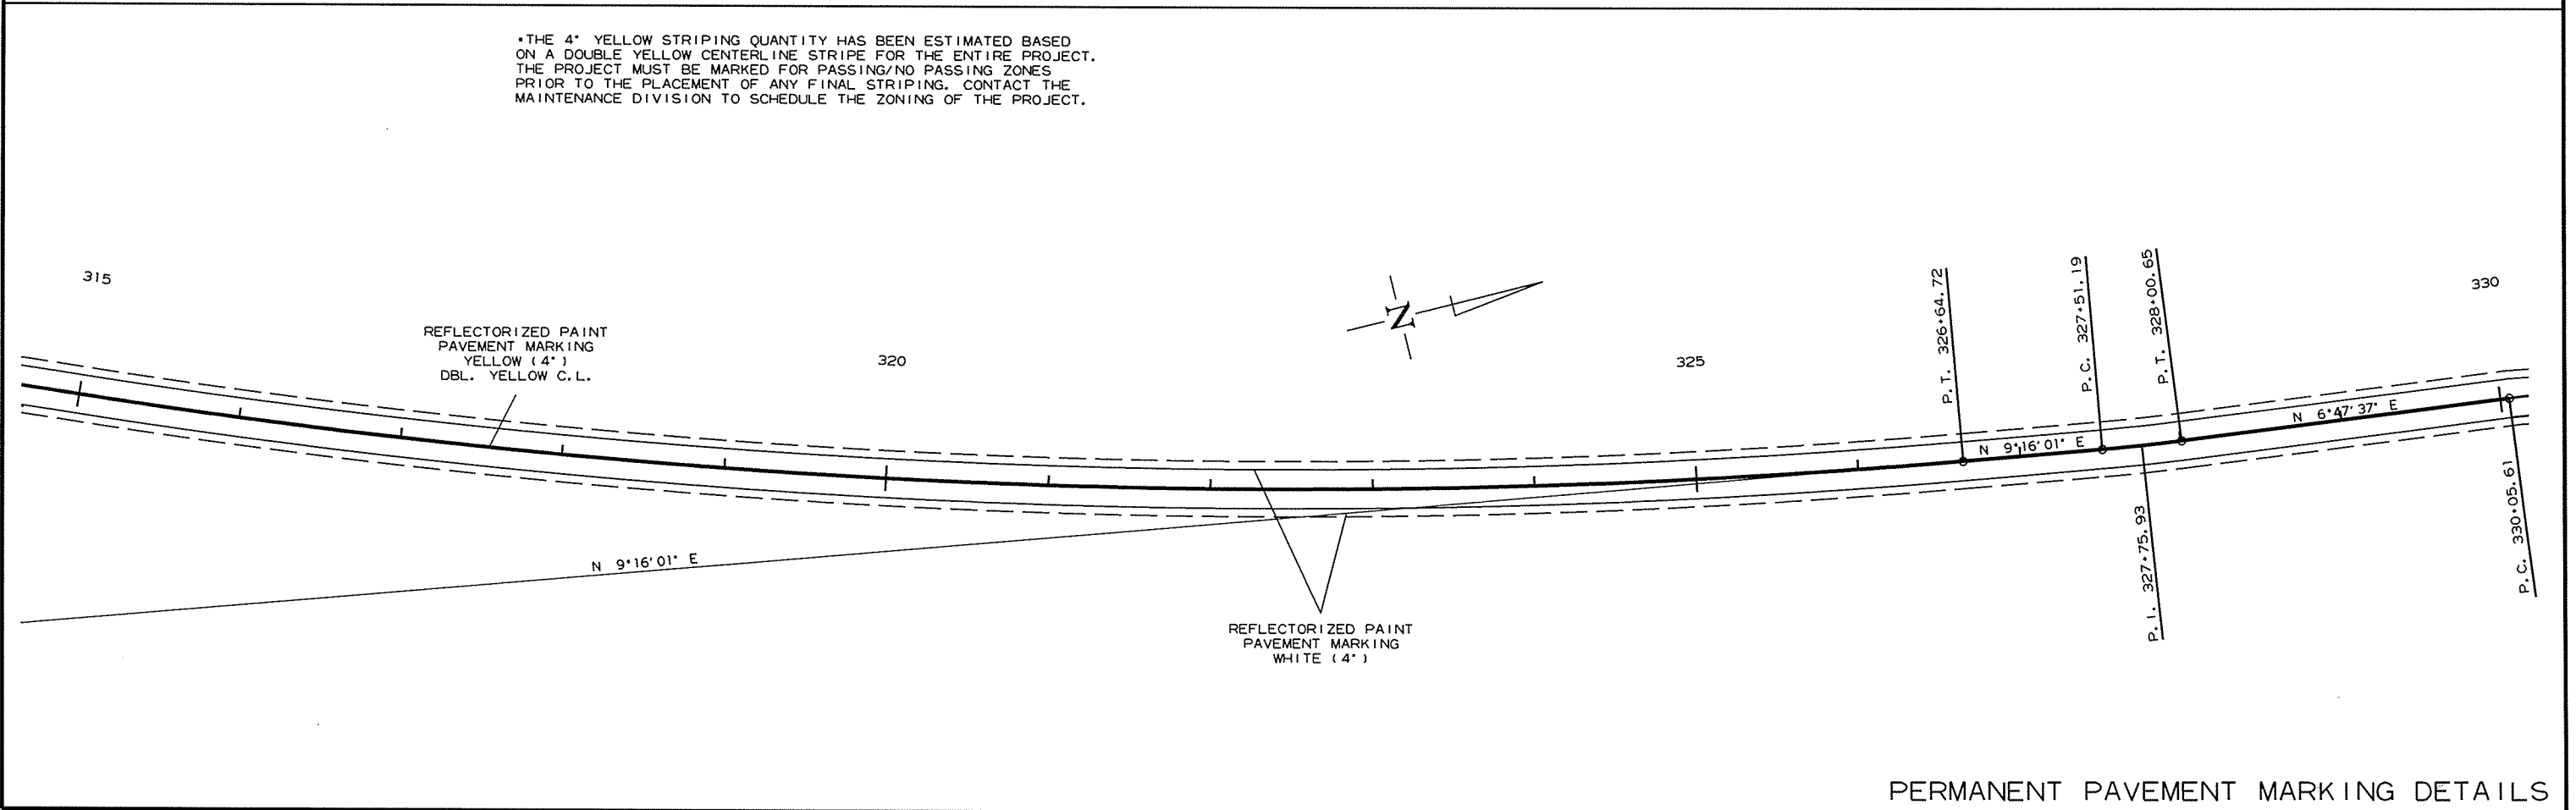 •THE 4" YELLOW STRIPING QUANTITY HAS BEEN ESTIMATED BASED
ON A DOUBLE YELLOW CENTERLINE STRIPE FOR THE ENTIRE PROJECT.
THE PROJECT MUST BE MARKED FOR PASSING/NO PASSING ZONES
PRIOR TO THE PLACEMENT OF ANY FINAL STRIPING. CONTACT THE
MAINTENANCE DIVISION TO SCHEDULE THE ZONING OF THE PROJECT.
315
REFLECTORIZED PAINT
PAVEMENT MARKING
YELLOW (4")
DBL. YELLOW C.L.
320
N
325
P.T. 326+64.72
P.C. 327+51.19
P.T. 328+00.65
330
N 9°16'01" E
N 6°47'37" E
N 9°16'01" E
P.I. 327+75.93
P.C. 330+05.61
REFLECTORIZED PAINT
PAVEMENT MARKING
WHITE (4")
PERMANENT PAVEMENT MARKING DETAILS